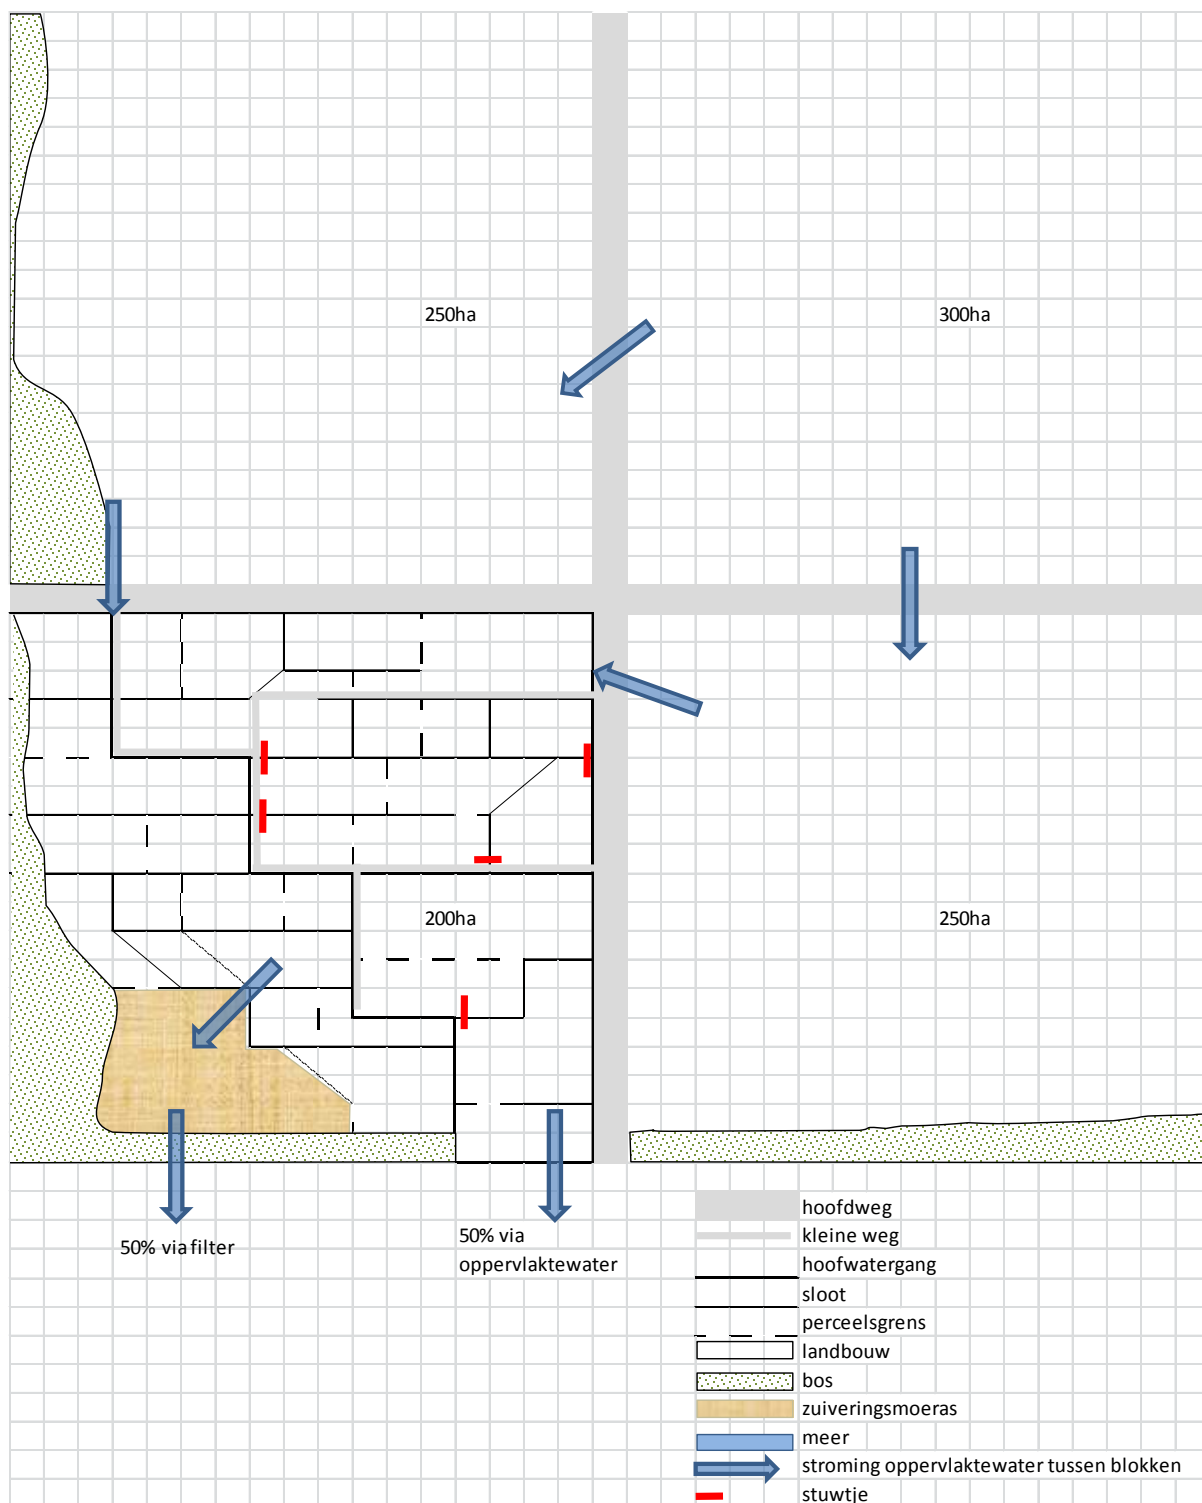 250ha
300ha
200ha
250ha
50% via filter
50% via
oppervlaktewater
hoofdweg
kleine weg
hoofwatergang
sloot
perceelsgrens
landbouw
bos
zuiveringsmoeras
meer
stroming oppervlaktewater tussen blokken
stuwtje